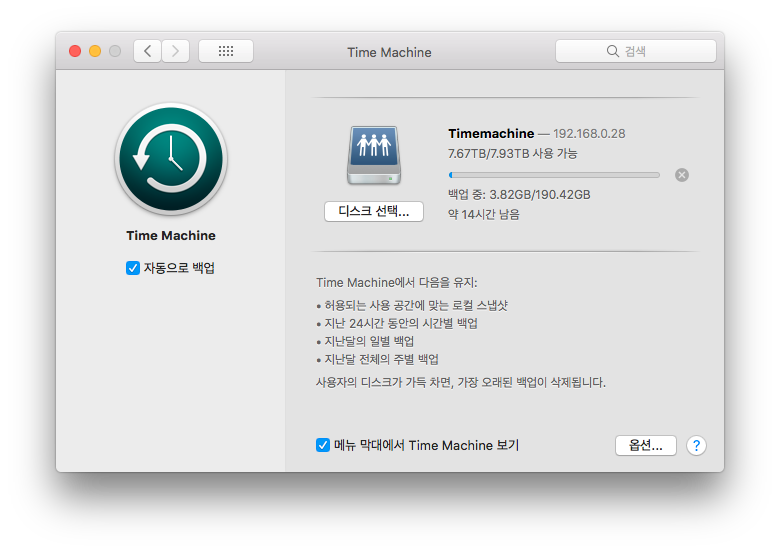 Time Machine
검색
Time Machine
자동으로 백업
Timemachine — 192.168.0.28
7.67TB/7.93TB 사용 가능
백업 중: 3.82GB/190.42GB
약 14시간 남음
디스크 선택...
Time Machine에서 다음을 유지:
• 허용되는 사용 공간에 맞는 로컬 스냅샷
• 지난 24시간 동안의 시간별 백업
• 지난달의 일별 백업
• 지난달 전체의 주별 백업
사용자의 디스크가 가득 차면, 가장 오래된 백업이 삭제됩니다.
메뉴 막대에서 Time Machine 보기
옵션...
?